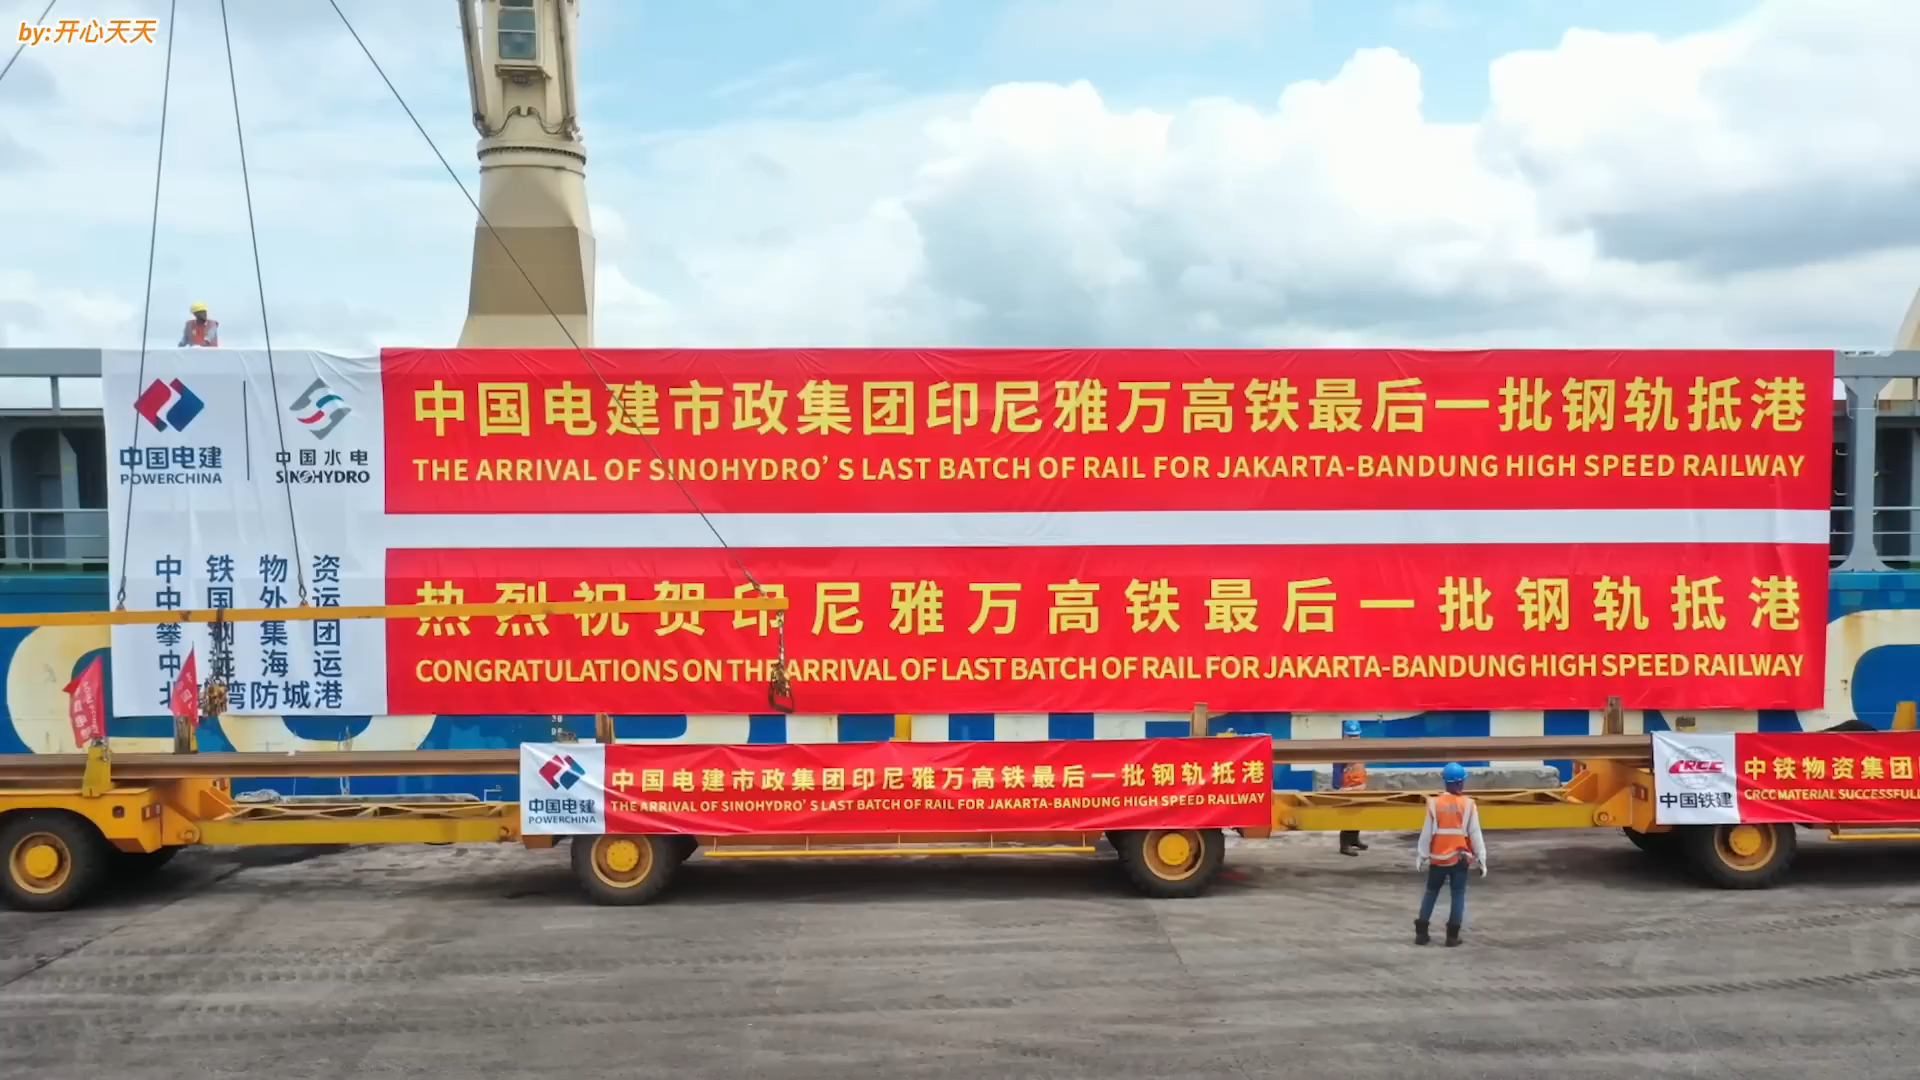 by:开心天天
中国电建
POWERCHINA
中国水电
SINOHYDRO
中国电建市政集团印尼雅万高铁最后一批钢轨抵港
THE ARRIVAL OF SINOHYDRO'S LAST BATCH OF RAIL FOR JAKARTA-BANDUNG HIGH SPEED RAILWAY
中铁物资
中国外运
攀钢集团
中远海运
北部湾防城港
热烈祝贺印尼雅万高铁最后一批钢轨抵港
CONGRATULATIONS ON THE ARRIVAL OF LAST BATCH OF RAIL FOR JAKARTA-BANDUNG HIGH SPEED RAILWAY
中国电建
POWERCHINA
中国电建市政集团印尼雅万高铁最后一批钢轨抵港
THE ARRIVAL OF SINOHYDRO'S LAST BATCH OF RAIL FOR JAKARTA-BANDUNG HIGH SPEED RAILWAY
CRCC
中国铁建
中铁物资集团
CRCC MATERIAL SUCCESSFULL